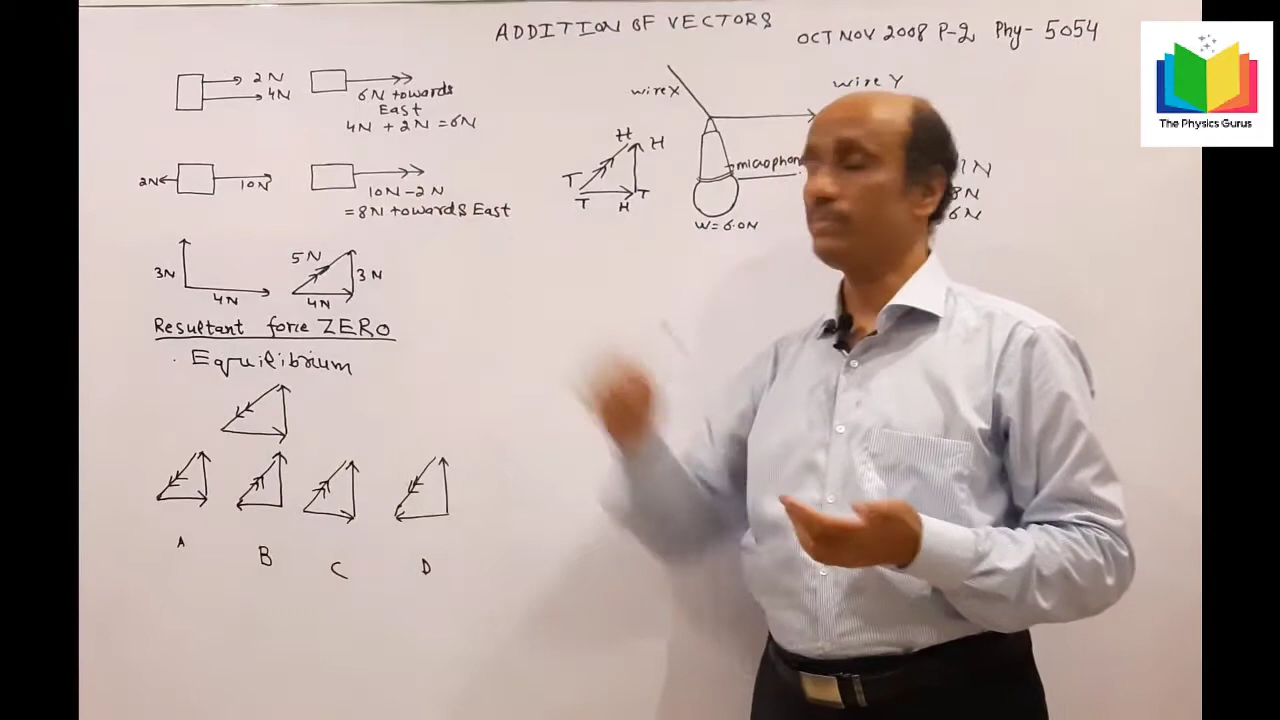 ADDITION OF VECTORS
OCT NOV 2008 P-2 Phy- 5054
The Physics Gurus
2N
4N
6N towards
East
4N + 2N = 6N
2N
10N
10N - 2N
= 8N towards East
3N
4N
5N
3N
4N
Resultant force ZERO
Equilibrium
A
B
C
D
wire X
wire Y
H
H
T
T
H
T
W = 6.0N
8N
6N